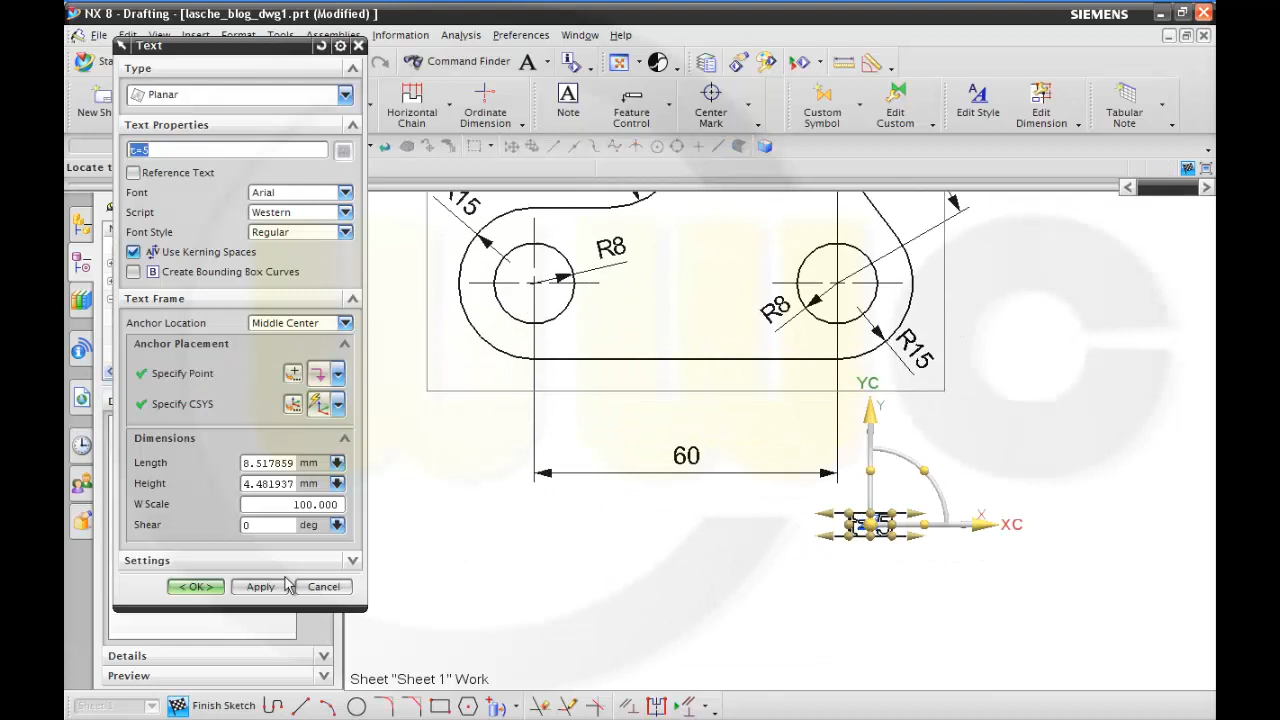 NX 8 - Drafting - [lasche_blog_dwg1.prt (Modified) ]
SIEMENS
File Edit View Insert Format Tools Assemblies Information Analysis Preferences Window Help
Text
Command Finder
Type
Planar
New Sh
Horizontal Chain
Ordinate Dimension
Note
Feature Control
Center Mark
Custom Symbol
Edit Custom
Edit Style
Edit Dimension
Tabular Note
Text Properties
t=5
Locate t
Reference Text
Font Arial
Script Western
Font Style Regular
Use Kerning Spaces
Create Bounding Box Curves
Text Frame
Anchor Location Middle Center
Anchor Placement
Specify Point
Specify CSYS
Dimensions
Length 8.517859 mm
Height 4.481937 mm
W Scale 100.000
Shear 0 deg
Settings
< OK > Apply Cancel
R15
R8
R8
R15
60
YC
Y
X
XC
Details
Preview
Sheet "Sheet 1" Work
Sheet 1
Finish Sketch